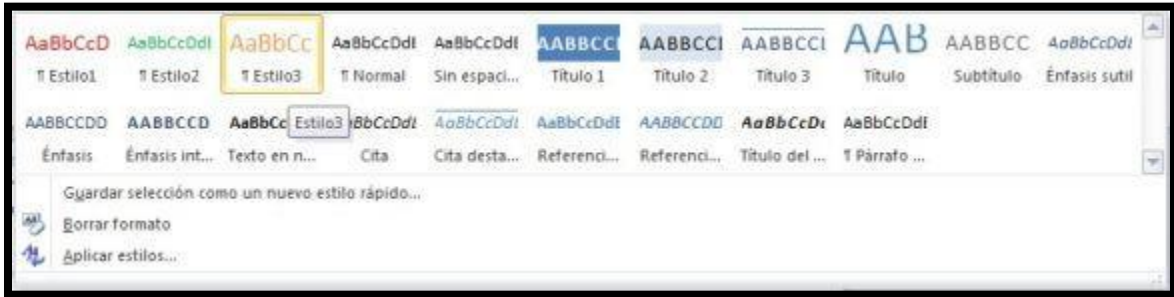 AaBbCcD AaBbCcDdI AaBbCc AaBbCcDdI AaBbCcDdI AABBCCI AABBCCI AABBCCI AAB AABBCC AaBbCcDdI
¶ Estilo1 ¶ Estilo2 ¶ Estilo3 ¶ Normal Sin espaci... Título 1 Título 2 Título 3 Título Subtítulo Énfasis sutil
AABBCCDD AABBCCD AaBbCc Estilo3 BbCcDdI AaBbCcDdI AaBbCcDdI AABBCCDD AaBbCcDc AaBbCcDdI
Énfasis Énfasis int... Texto en n... Cita Cita desta... Referenci... Referenci... Título del ... ¶ Párrafo ...
Guardar selección como un nuevo estilo rápido...
Borrar formato
Aplicar estilos...